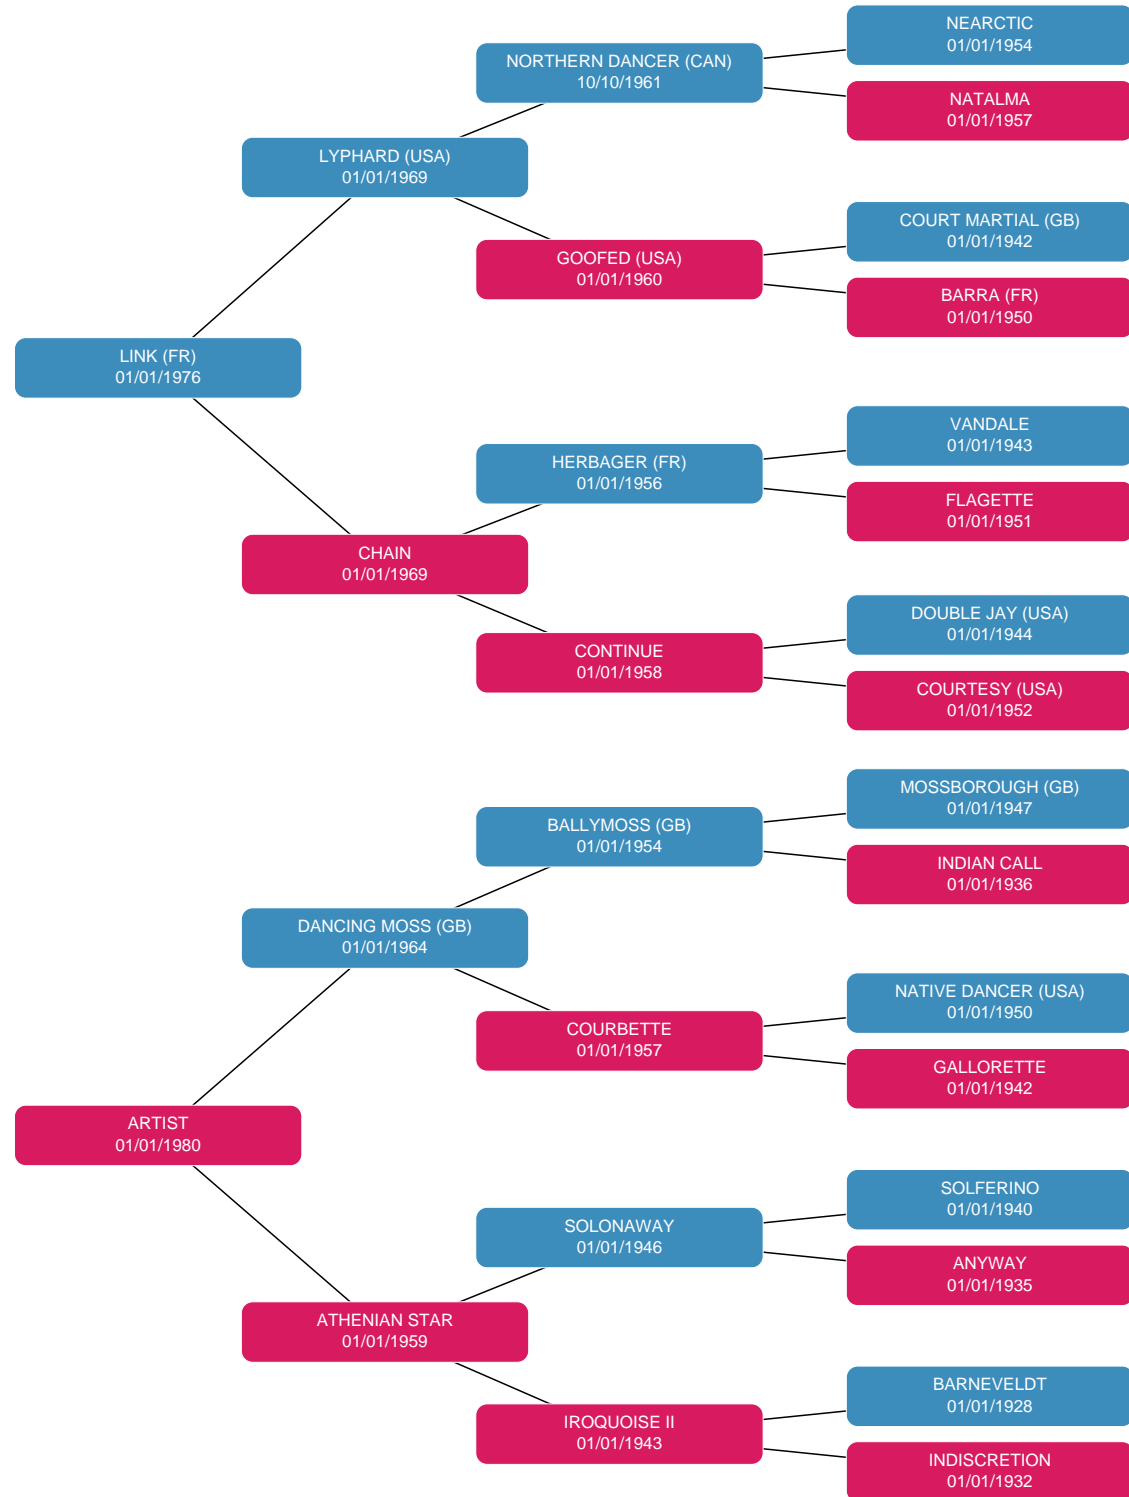 NEARCTIC
01/01/1954
NORTHERN DANCER (CAN)
10/10/1961
NATALMA
01/01/1957
LYPHARD (USA)
01/01/1969
COURT MARTIAL (GB)
01/01/1942
GOOFED (USA)
01/01/1960
BARRA (FR)
01/01/1950
LINK (FR)
01/01/1976
VANDALE
01/01/1943
HERBAGER (FR)
01/01/1956
FLAGETTE
01/01/1951
CHAIN
01/01/1969
DOUBLE JAY (USA)
01/01/1944
CONTINUE
01/01/1958
COURTESY (USA)
01/01/1952
MOSSBOROUGH (GB)
01/01/1947
BALLYMOSS (GB)
01/01/1954
INDIAN CALL
01/01/1936
DANCING MOSS (GB)
01/01/1964
NATIVE DANCER (USA)
01/01/1950
COURBETTE
01/01/1957
GALLORETTE
01/01/1942
ARTIST
01/01/1980
SOLFERINO
01/01/1940
SOLONAWAY
01/01/1946
ANYWAY
01/01/1935
ATHENIAN STAR
01/01/1959
BARNEVELDT
01/01/1928
IROQUOISE II
01/01/1943
INDISCRETION
01/01/1932